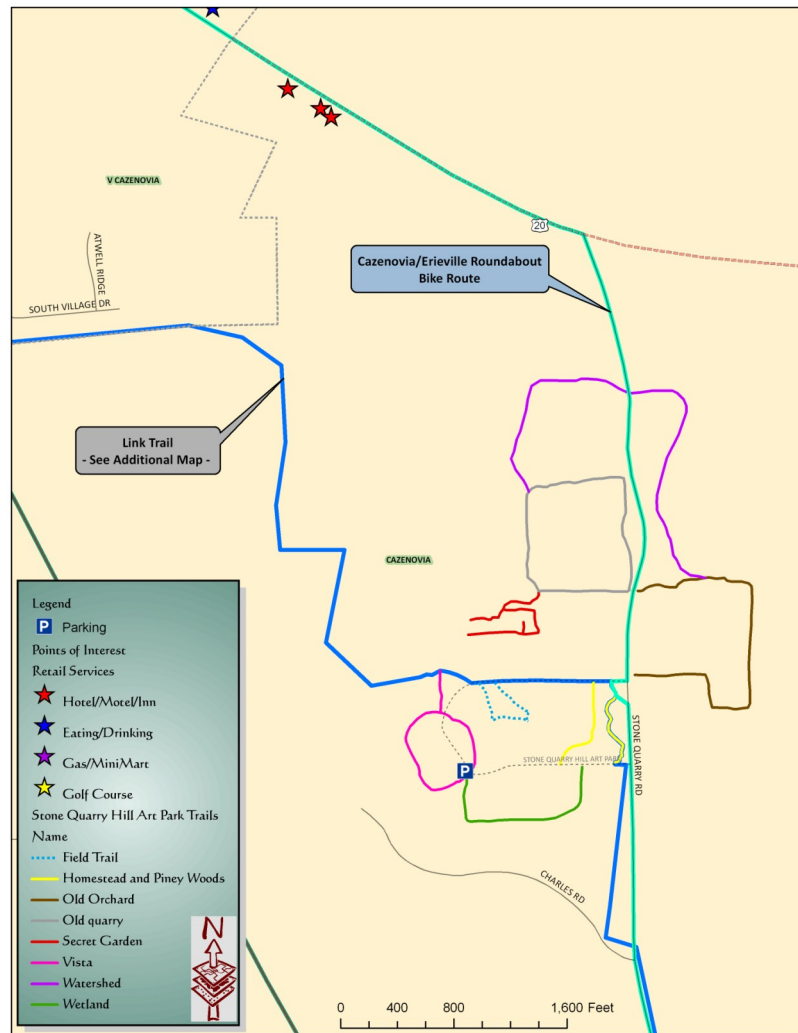 V CAZENOVIA
20
Cazenovia/Erieville Roundabout
Bike Route
ATWELL RIDGE
SOUTH VILLAGE DR
Link Trail
- See Additional Map -
CAZENOVIA
STONE QUARRY RD
STONE QUARRY HILL ART PARK
P
CHARLES RD
Legend
P Parking
Points of Interest
Retail Services
Hotel/Motel/Inn
Eating/Drinking
Gas/MiniMart
Golf Course
Stone Quarry Hill Art Park Trails
Name
Field Trail
Homestead and Piney Woods
Old Orchard
Old quarry
Secret Garden
Vista
Watershed
Wetland
N
0 400 800 1,600 Feet